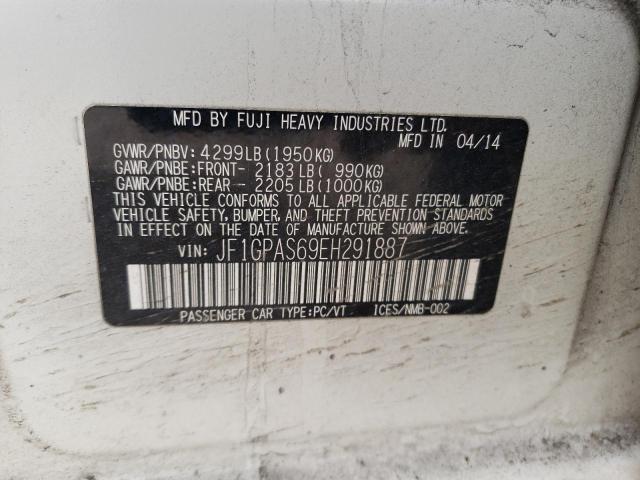 MFD BY FUJI HEAVY INDUSTRIES LTD.
MFD IN 04/14
GVWR/PNBV: 4299LB(1950KG)
GAWR/PNBE:FRONT- 2183LB( 990KG)
GAWR/PNBE:REAR - 2205LB(1000KG)
THIS VEHICLE CONFORMS TO ALL APPLICABLE FEDERAL MOTOR
VEHICLE SAFETY, BUMPER, AND THEFT PREVENTION STANDARDS
IN EFFECT ON THE DATE OF MANUFACTURE SHOWN ABOVE.
VIN: JF1GPAS69EH291887
PASSENGER CAR TYPE:PC/VT ICES/NMB-002